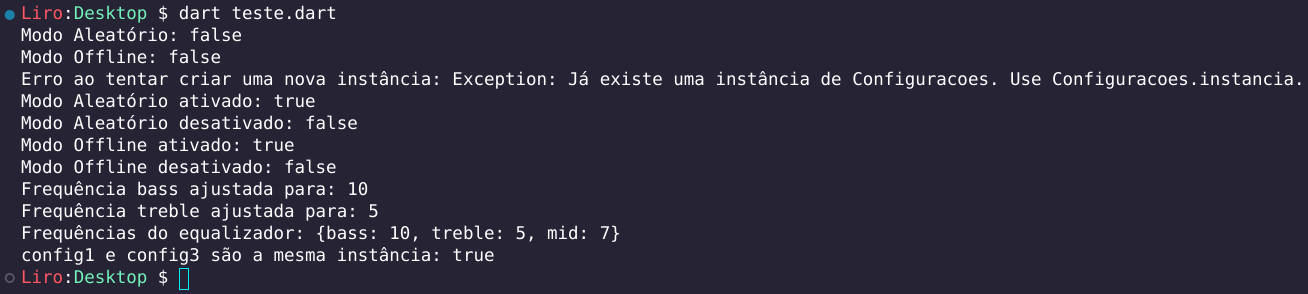 Liro:Desktop $ dart teste.dart
Modo Aleatório: false
Modo Offline: false
Erro ao tentar criar uma nova instância: Exception: Já existe uma instância de Configuracoes. Use Configuracoes.instancia.
Modo Aleatório ativado: true
Modo Aleatório desativado: false
Modo Offline ativado: true
Modo Offline desativado: false
Frequência bass ajustada para: 10
Frequência treble ajustada para: 5
Frequências do equalizador: {bass: 10, treble: 5, mid: 7}
config1 e config3 são a mesma instância: true
Liro:Desktop $